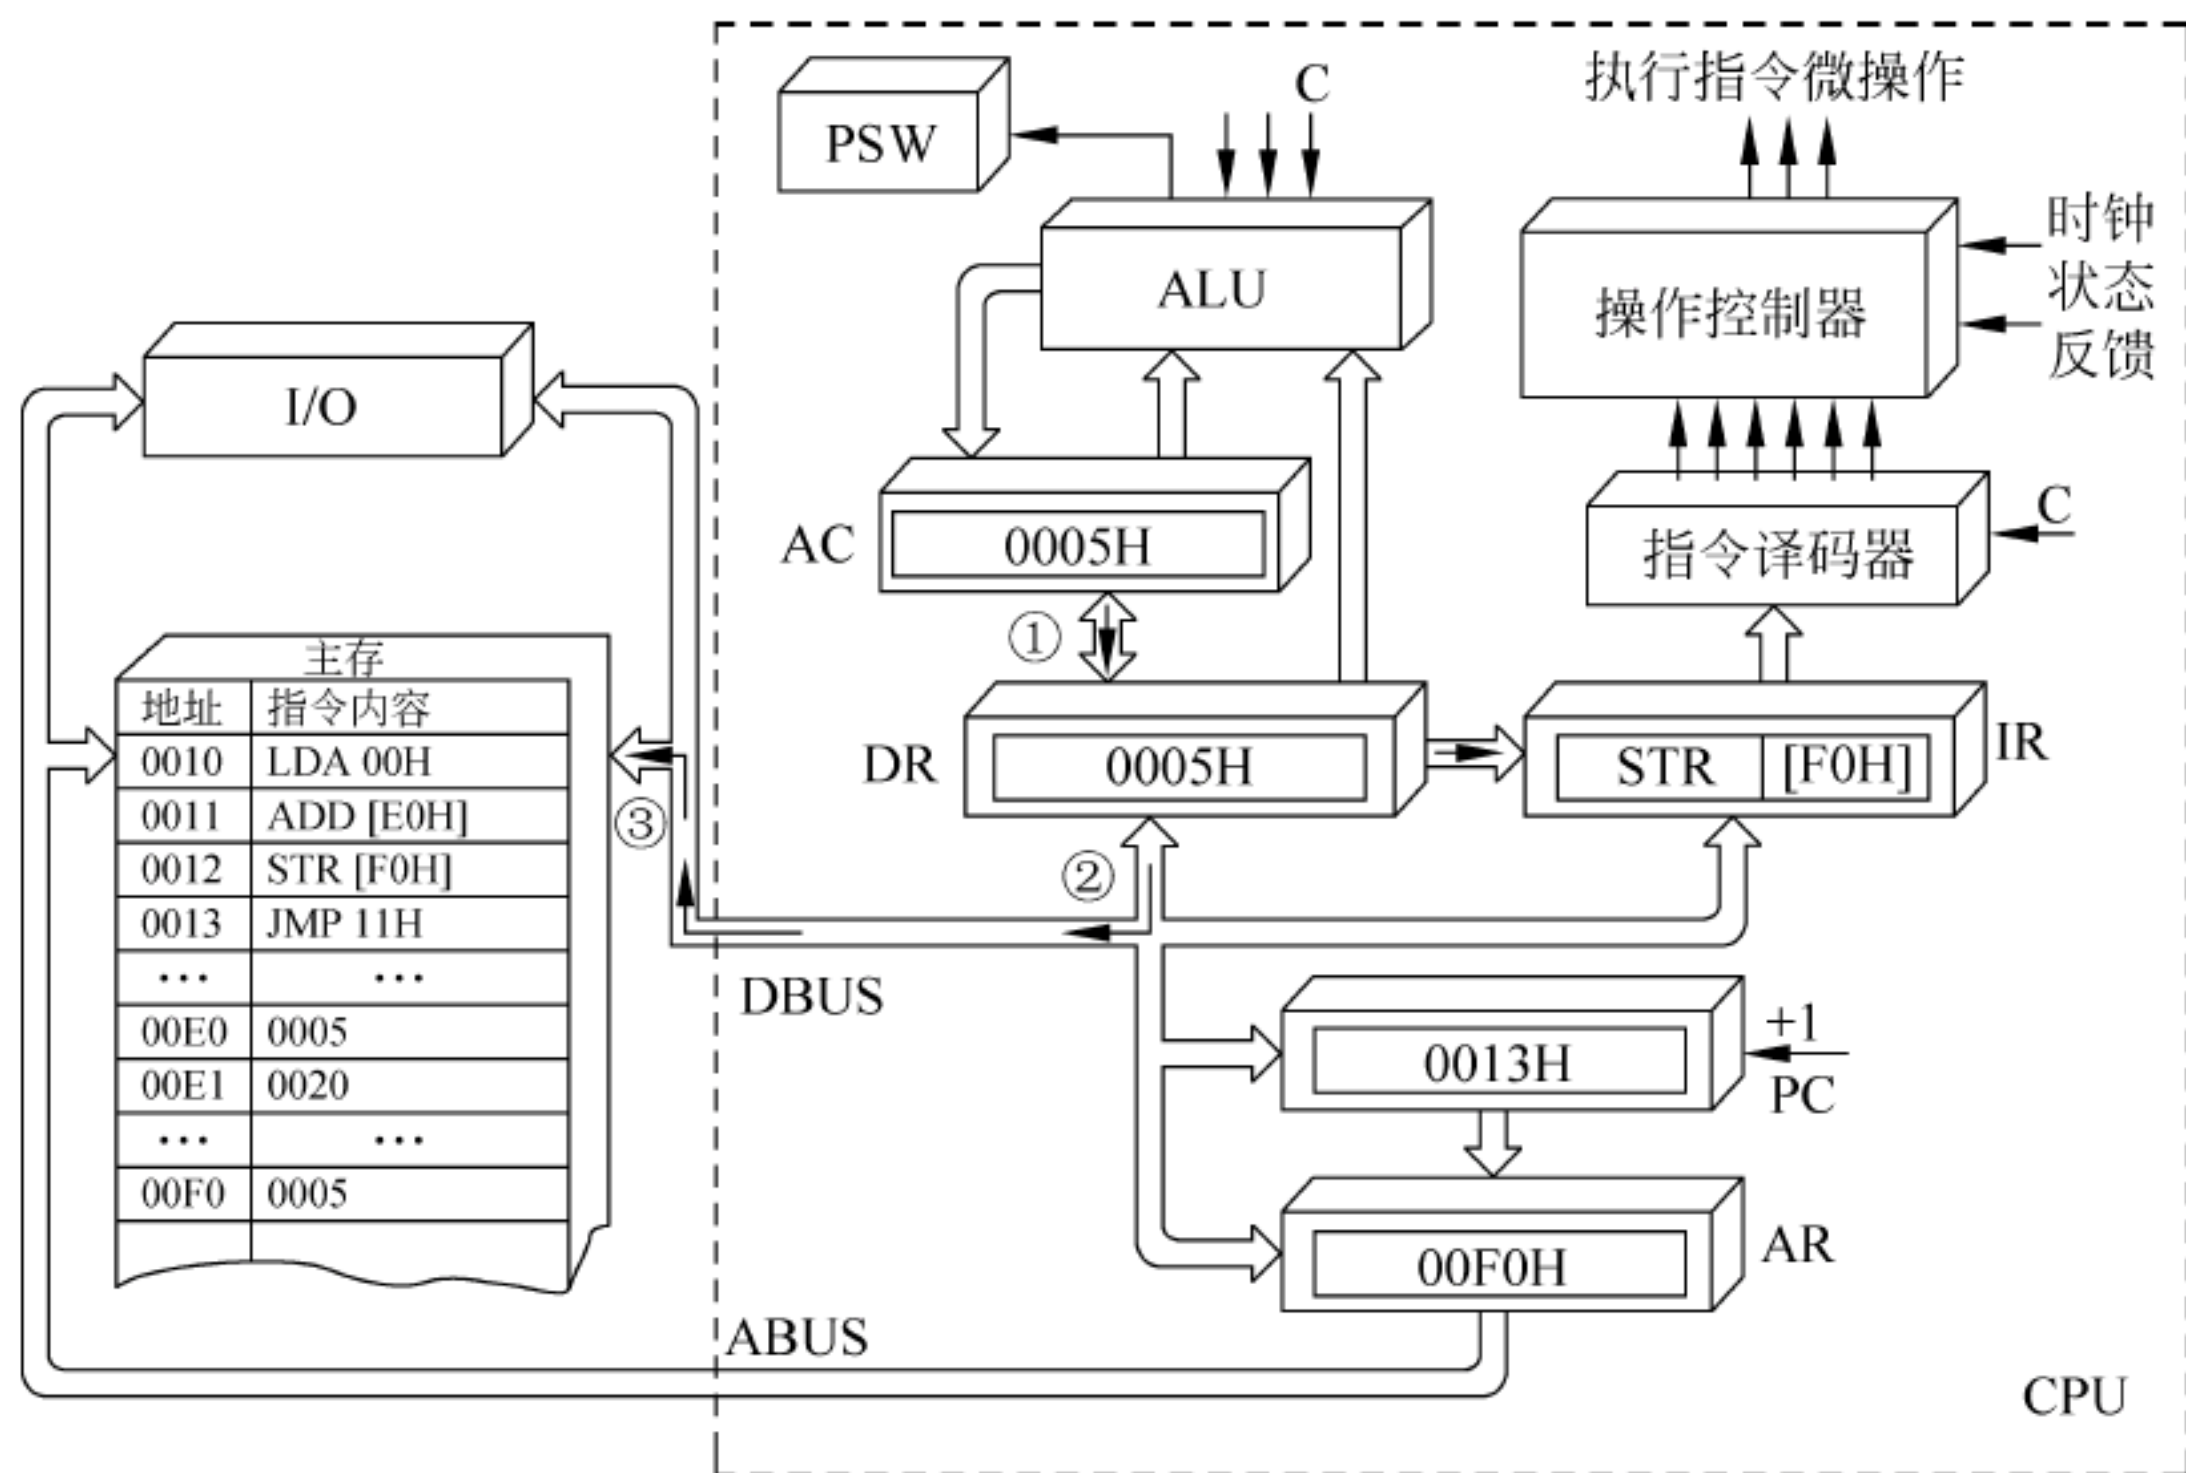 执行指令微操作
C
PSW
时钟
状态
反馈
ALU
操作控制器
I/O
C
AC
0005H
指令译码器
①
主存
地址 指令内容
0010 LDA 00H
0011 ADD [E0H]
0012 STR [F0H]
0013 JMP 11H
··· ···
00E0 0005
00E1 0020
··· ···
00F0 0005
DR
0005H
STR [F0H]
IR
③
②
DBUS
0013H
+1
PC
00F0H
AR
ABUS
CPU